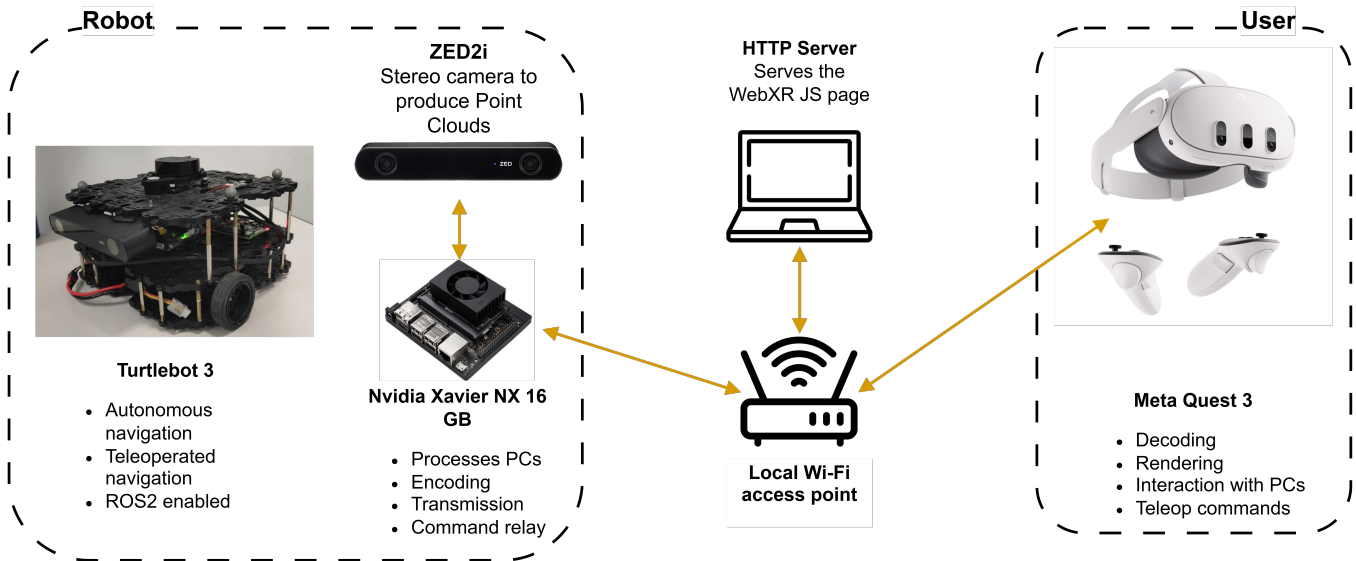 Robot
ZED2i
Stereo camera to
produce Point
Clouds
ZED
Turtlebot 3
• Autonomous
navigation
• Teleoperated
navigation
• ROS2 enabled
Nvidia Xavier NX 16
GB
• Processes PCs
• Encoding
• Transmission
• Command relay
HTTP Server
Serves the
WebXR JS page
Local Wi-Fi
access point
User
Meta Quest 3
• Decoding
• Rendering
• Interaction with PCs
• Teleop commands